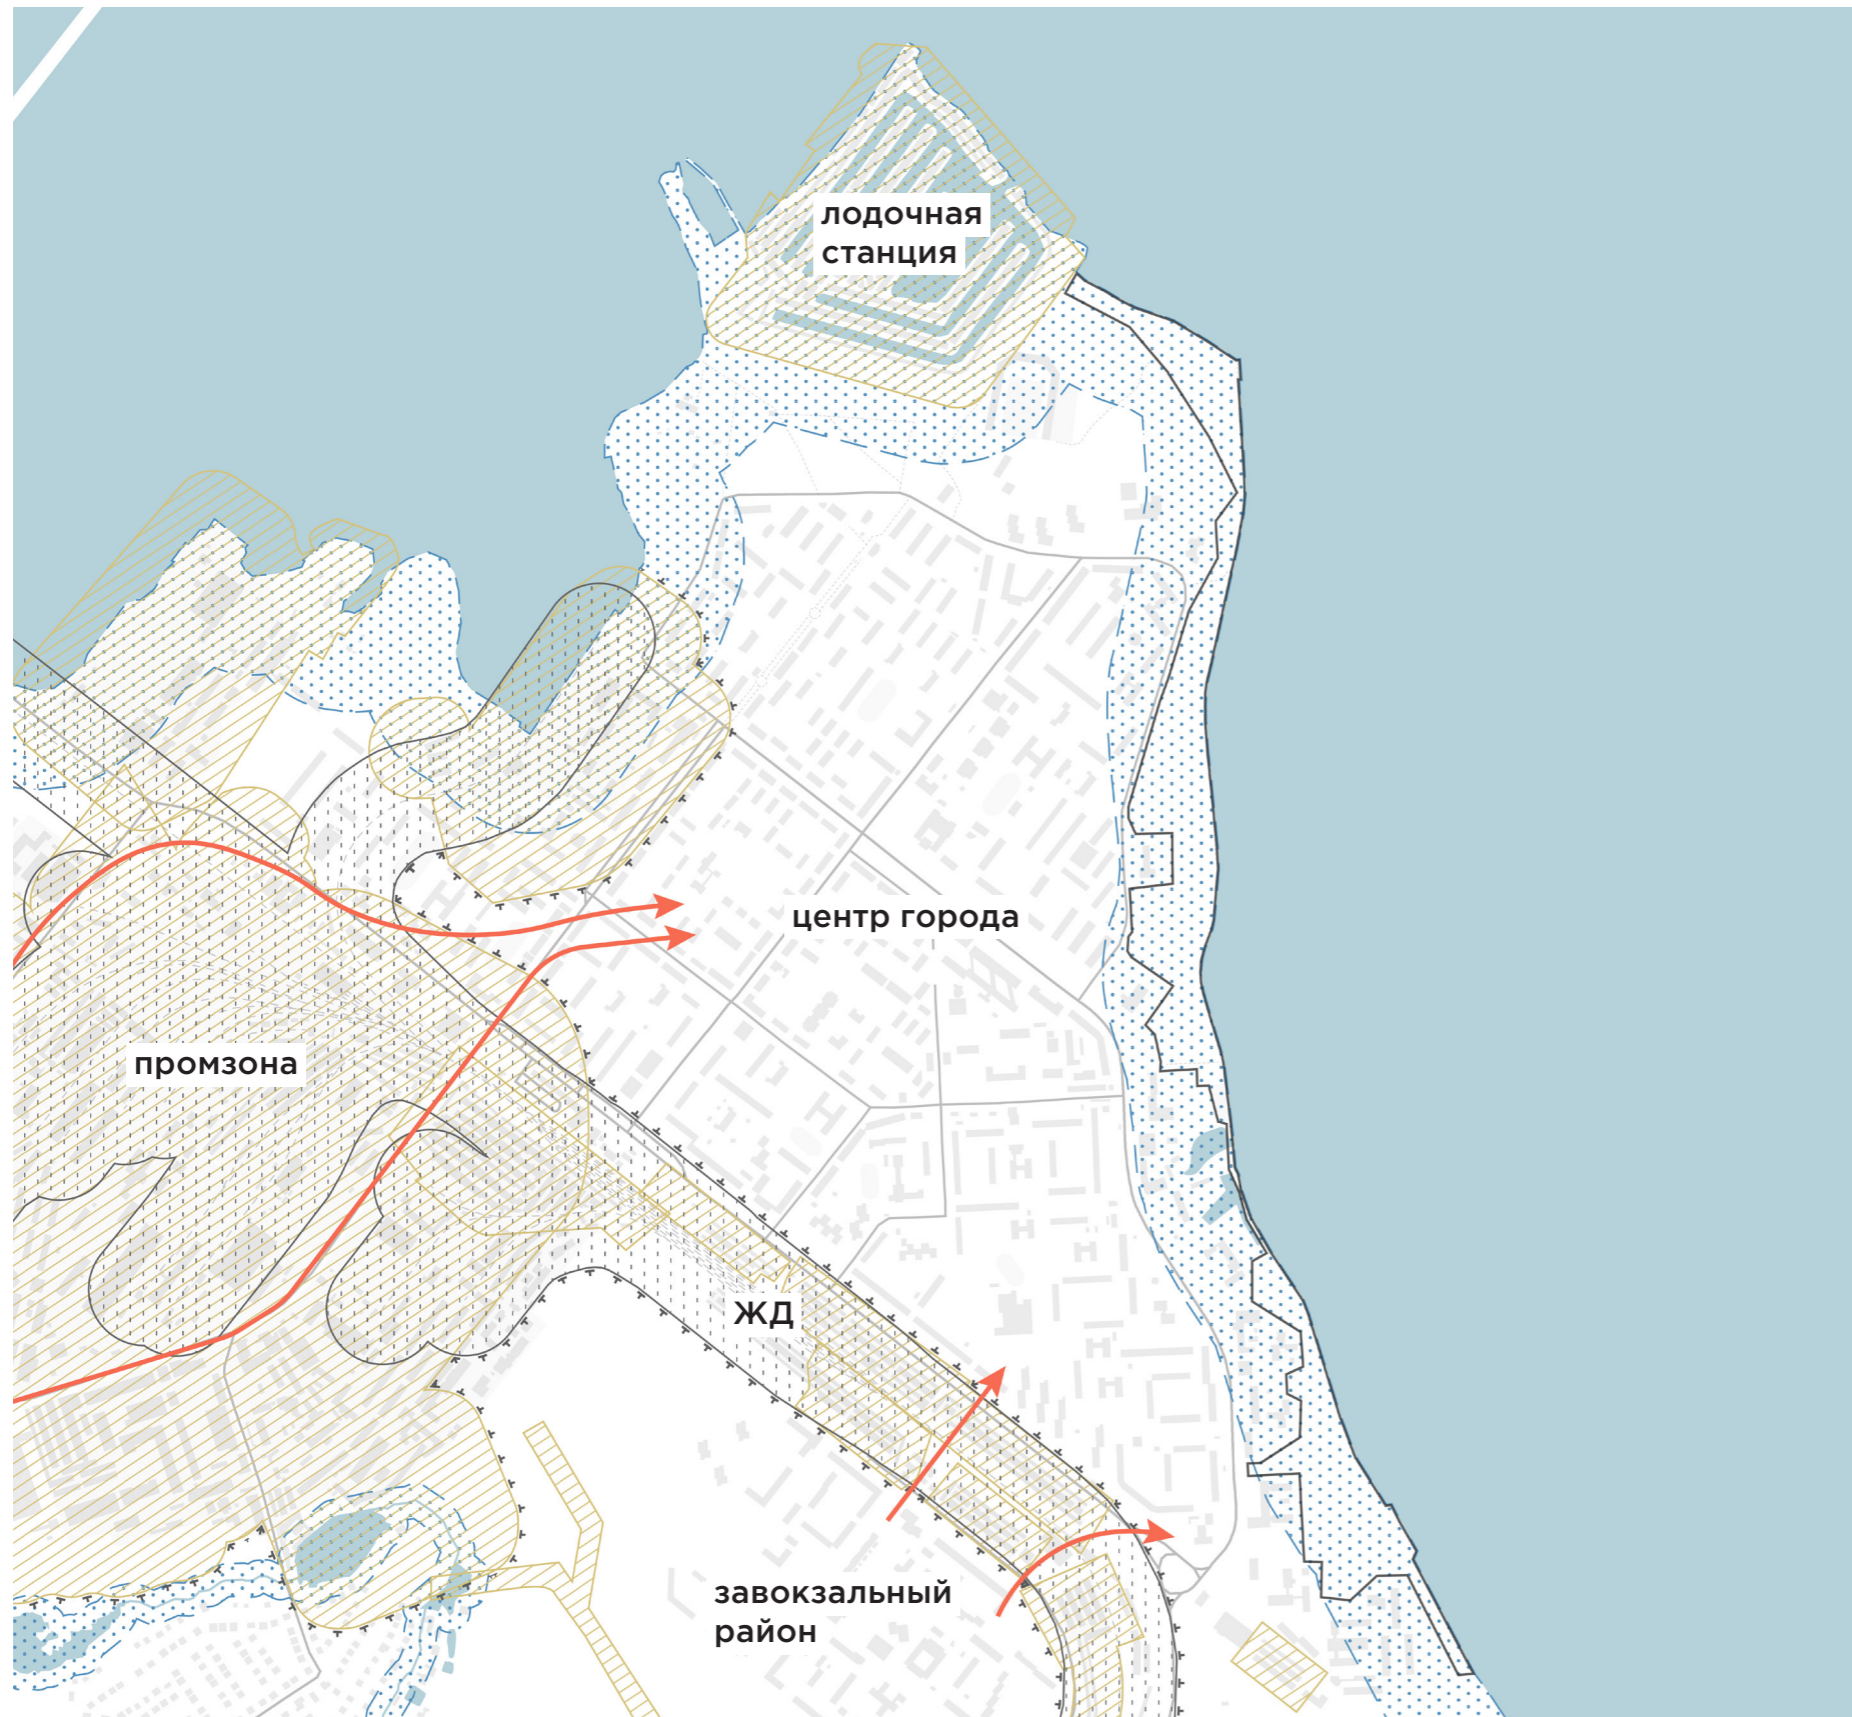 лодочная
станция
центр города
промзона
ЖД
завокзальный
район